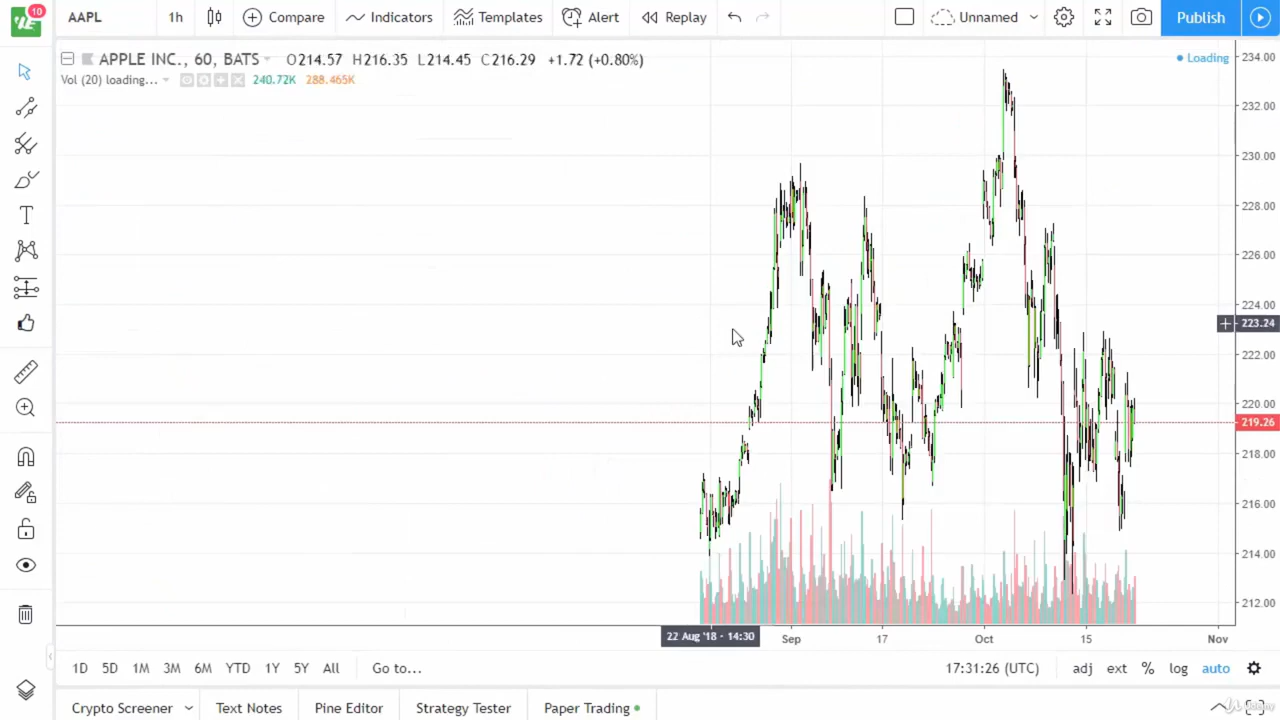 10
AAPL
1h
Compare
Indicators
Templates
Alert
Replay
Unnamed
Publish
APPLE INC., 60, BATS O214.57 H216.35 L214.45 C216.29 +1.72 (+0.80%)
Loading
Vol (20) loading... 240.72K 288.465K
234.00
232.00
230.00
228.00
226.00
224.00
223.24
222.00
220.00
219.26
218.00
216.00
214.00
212.00
22 Aug '18 - 14:30
Sep
17
Oct
15
Nov
1D 5D 1M 3M 6M YTD 1Y 5Y All Go to...
17:31:26 (UTC) adj ext % log auto
Crypto Screener
Text Notes
Pine Editor
Strategy Tester
Paper Trading
Udemy